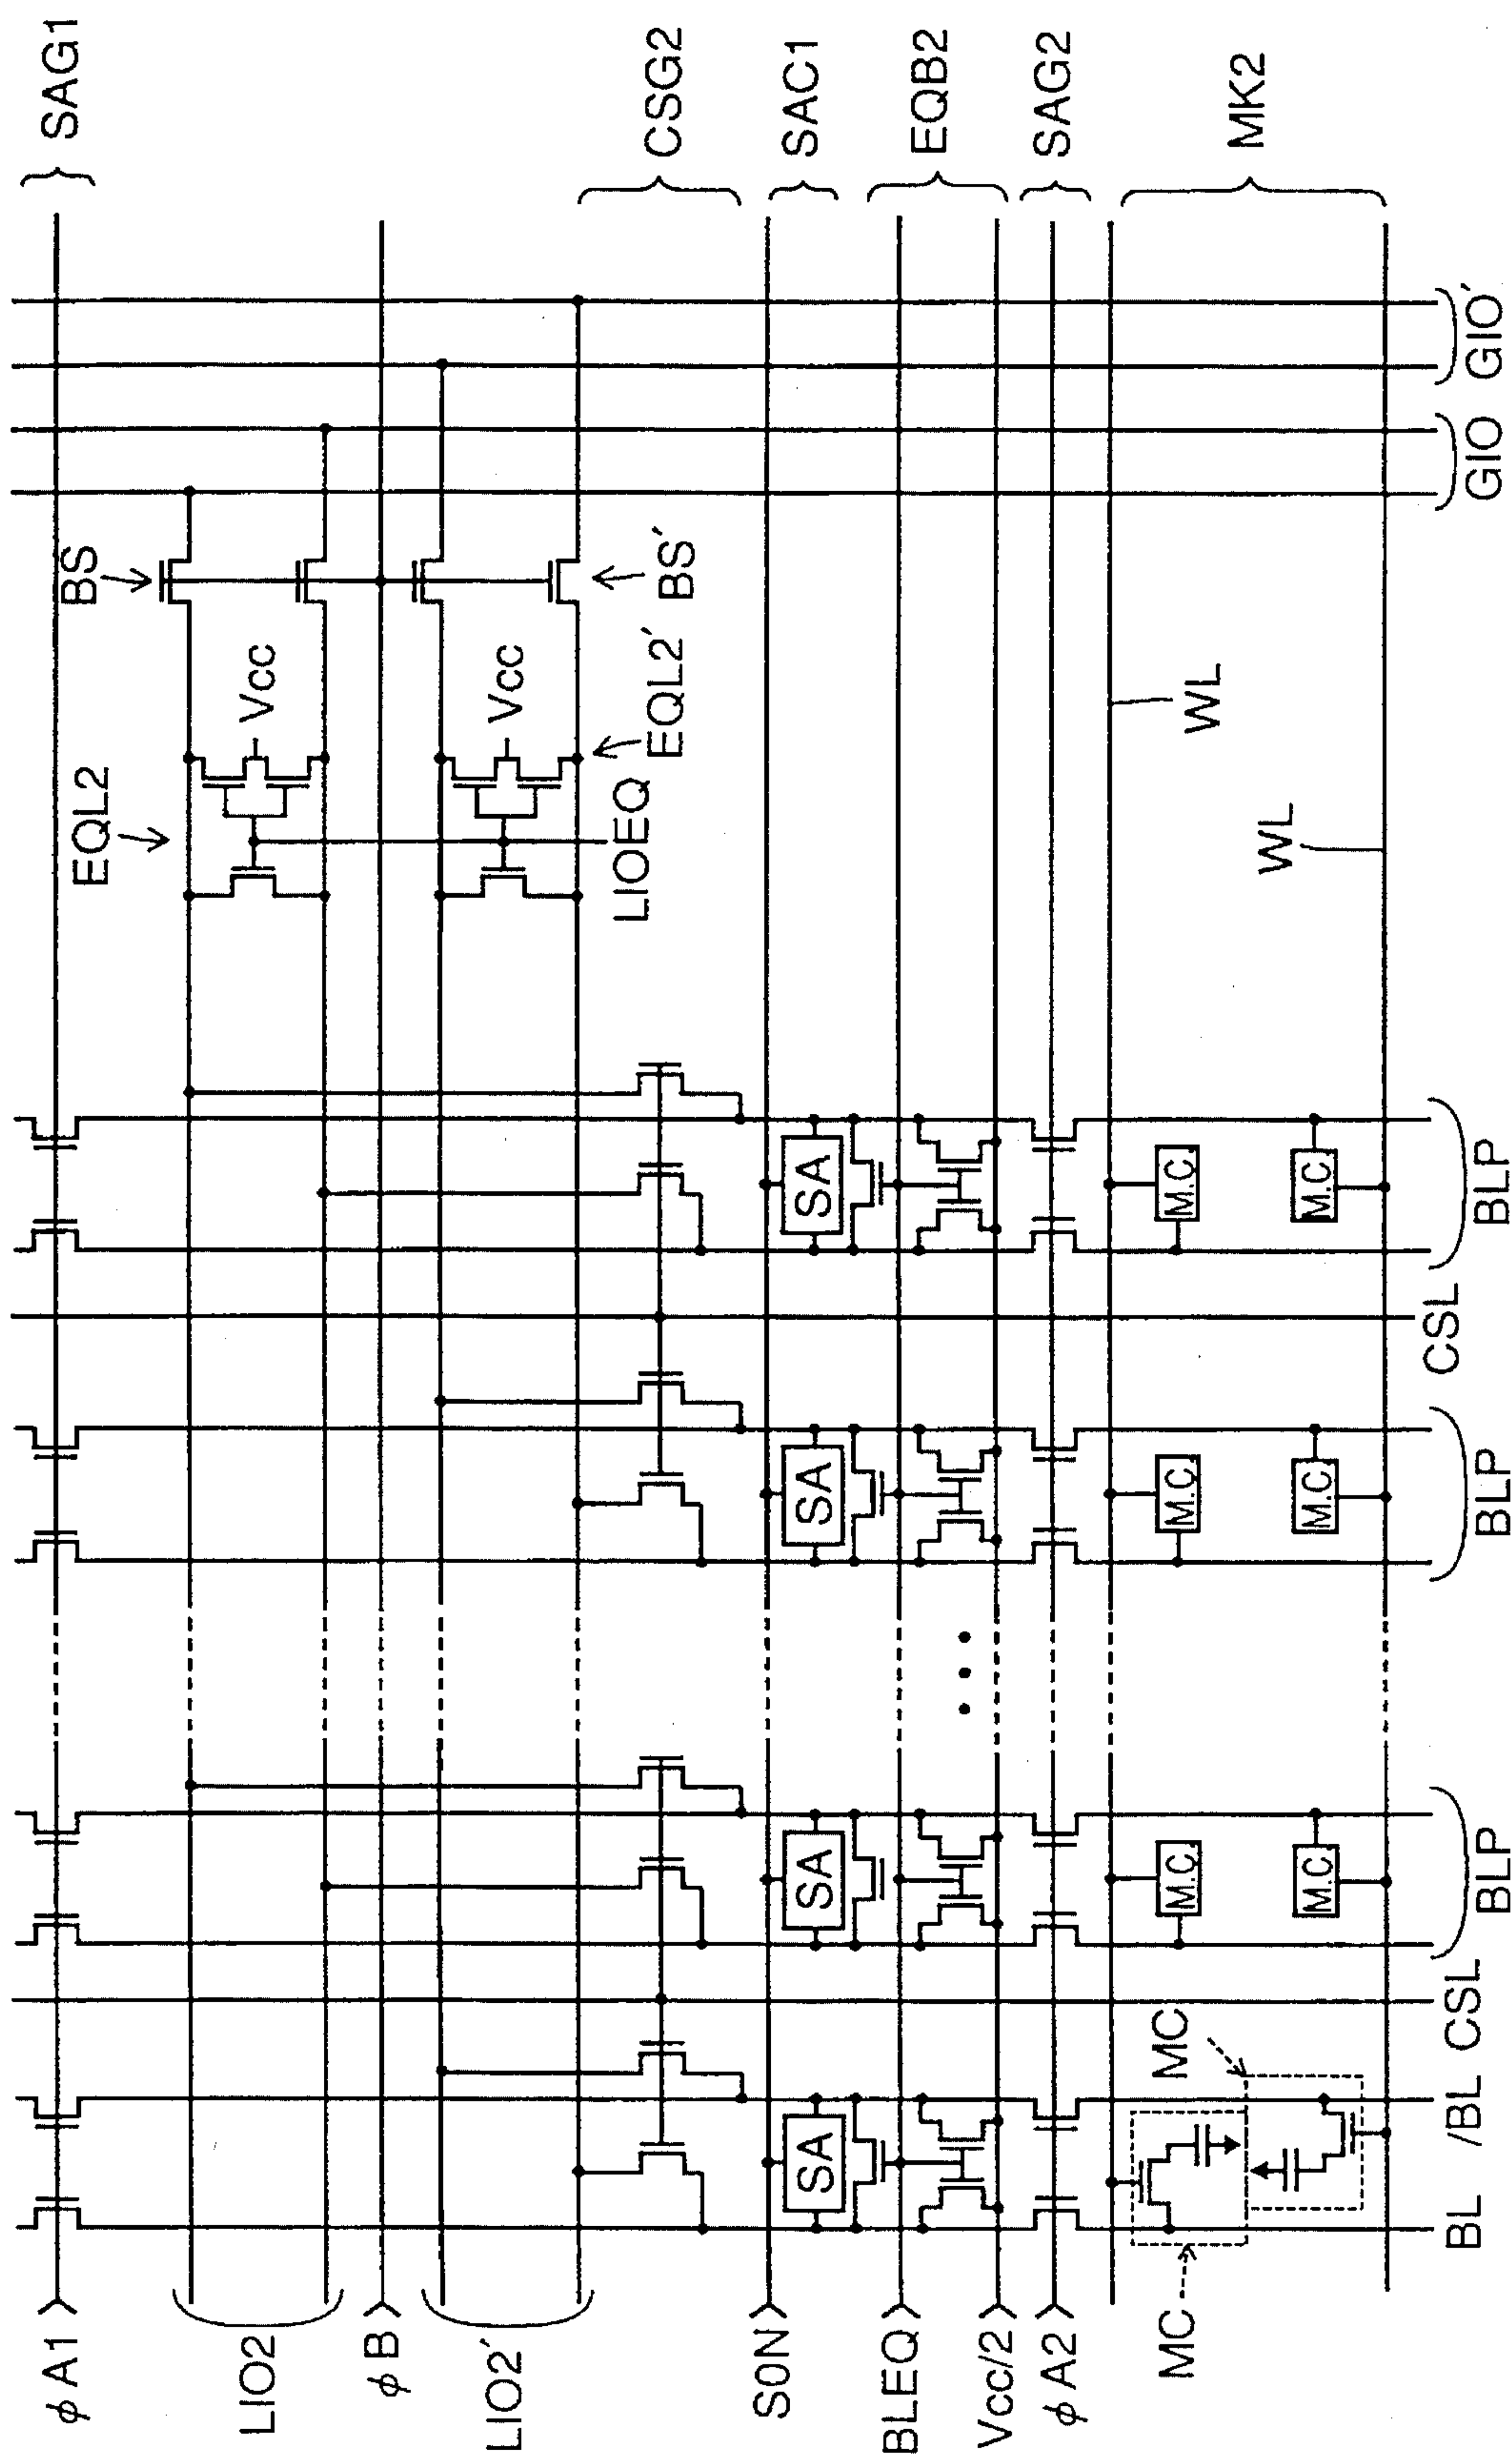 φA1
EQL2
BS
SAG1
LIO2
Vcc
φB
LIO2'
Vcc
LIOEQ
EQL2'
BS'
CSG2
S0N
SA
SA
SA
SA
SAC1
BLEQ
EQB2
Vcc/2
φA2
SAG2
MC
MC
M.C.
M.C.
M.C.
WL
WL
MK2
M.C.
M.C.
M.C.
BL
/BL
CSL
BLP
BLP
CSL
BLP
GIO
GIO'